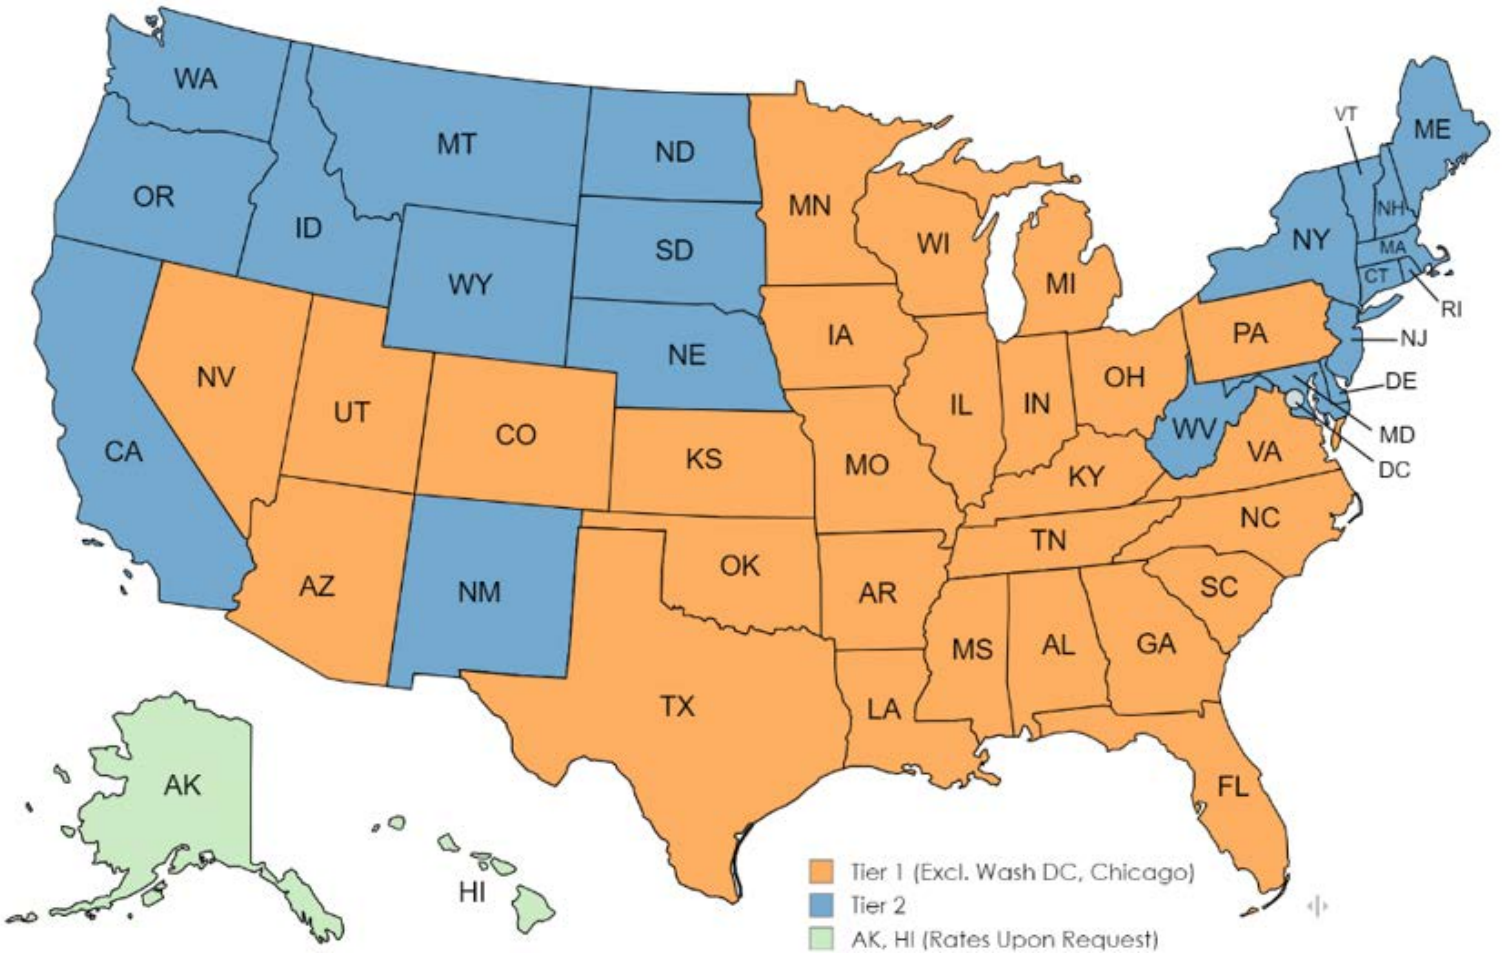 WA
MT
ND
MN
VT
ME
OR
ID
SD
WI
NY
NH
MA
CT
RI
WY
MI
NE
IA
PA
NJ
NV
UT
CO
IL
IN
OH
DE
MD
DC
CA
KS
MO
KY
WV
VA
NC
TN
AZ
NM
OK
AR
SC
MS
AL
GA
TX
LA
FL
AK
HI
Tier 1 (Excl. Wash DC, Chicago)
Tier 2
AK, HI (Rates Upon Request)